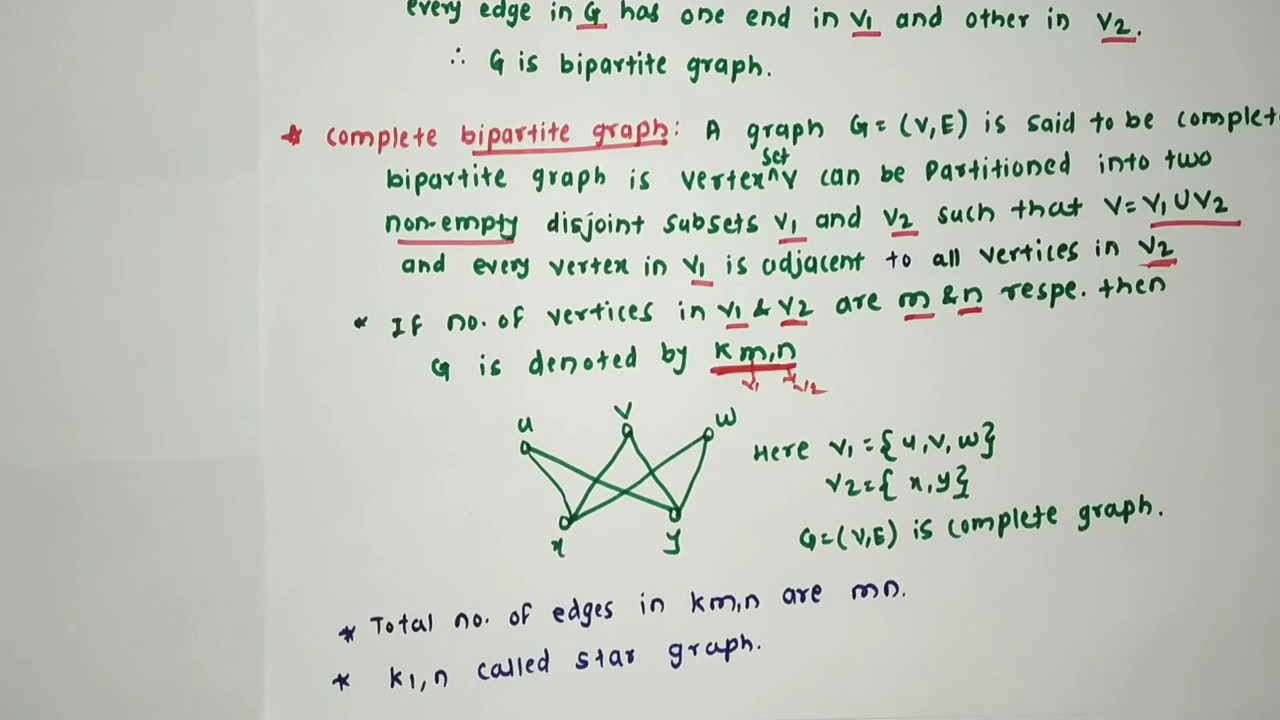 every edge in G has one end in V1 and other in V2.
∴ G is bipartite graph.
* complete bipartite graph: A graph G=(V,E) is said to be complet
set
bipartite graph is vertex^V can be partitioned into two
non-empty disjoint subsets V1 and V2 such that V=V1UV2
and every vertex in V1 is adjacent to all vertices in V2
* If no. of vertices in V1 & V2 are m & n respe. then
G is denoted by Km,n
V1 V2
u v w
Here V1={u,v,w}
V2={x,y}
G=(V,E) is complete graph.
x y
* Total no. of edges in Km,n are mn.
* K1,n called star graph.